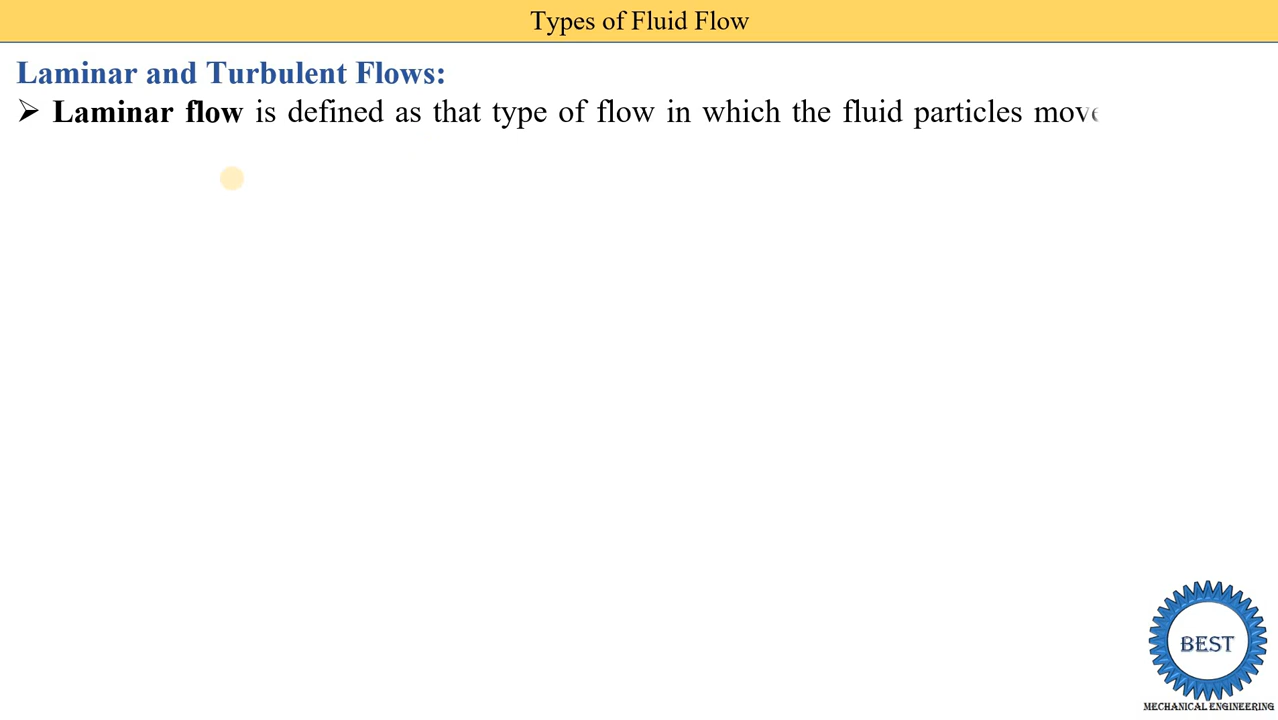 Types of Fluid Flow
Laminar and Turbulent Flows:
➢ Laminar flow is defined as that type of flow in which the fluid particles move
BEST
MECHANICAL ENGINEERING